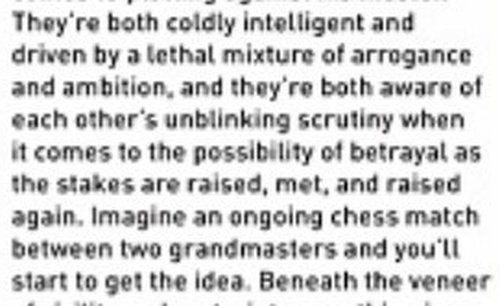 They're both coldly intelligent and
driven by a lethal mixture of arrogance
and ambition, and they're both aware of
each other's unblinking scrutiny when
it comes to the possibility of betrayal as
the stakes are raised, met, and raised
again. Imagine an ongoing chess match
between two grandmasters and you'll
start to get the idea. Beneath the veneer